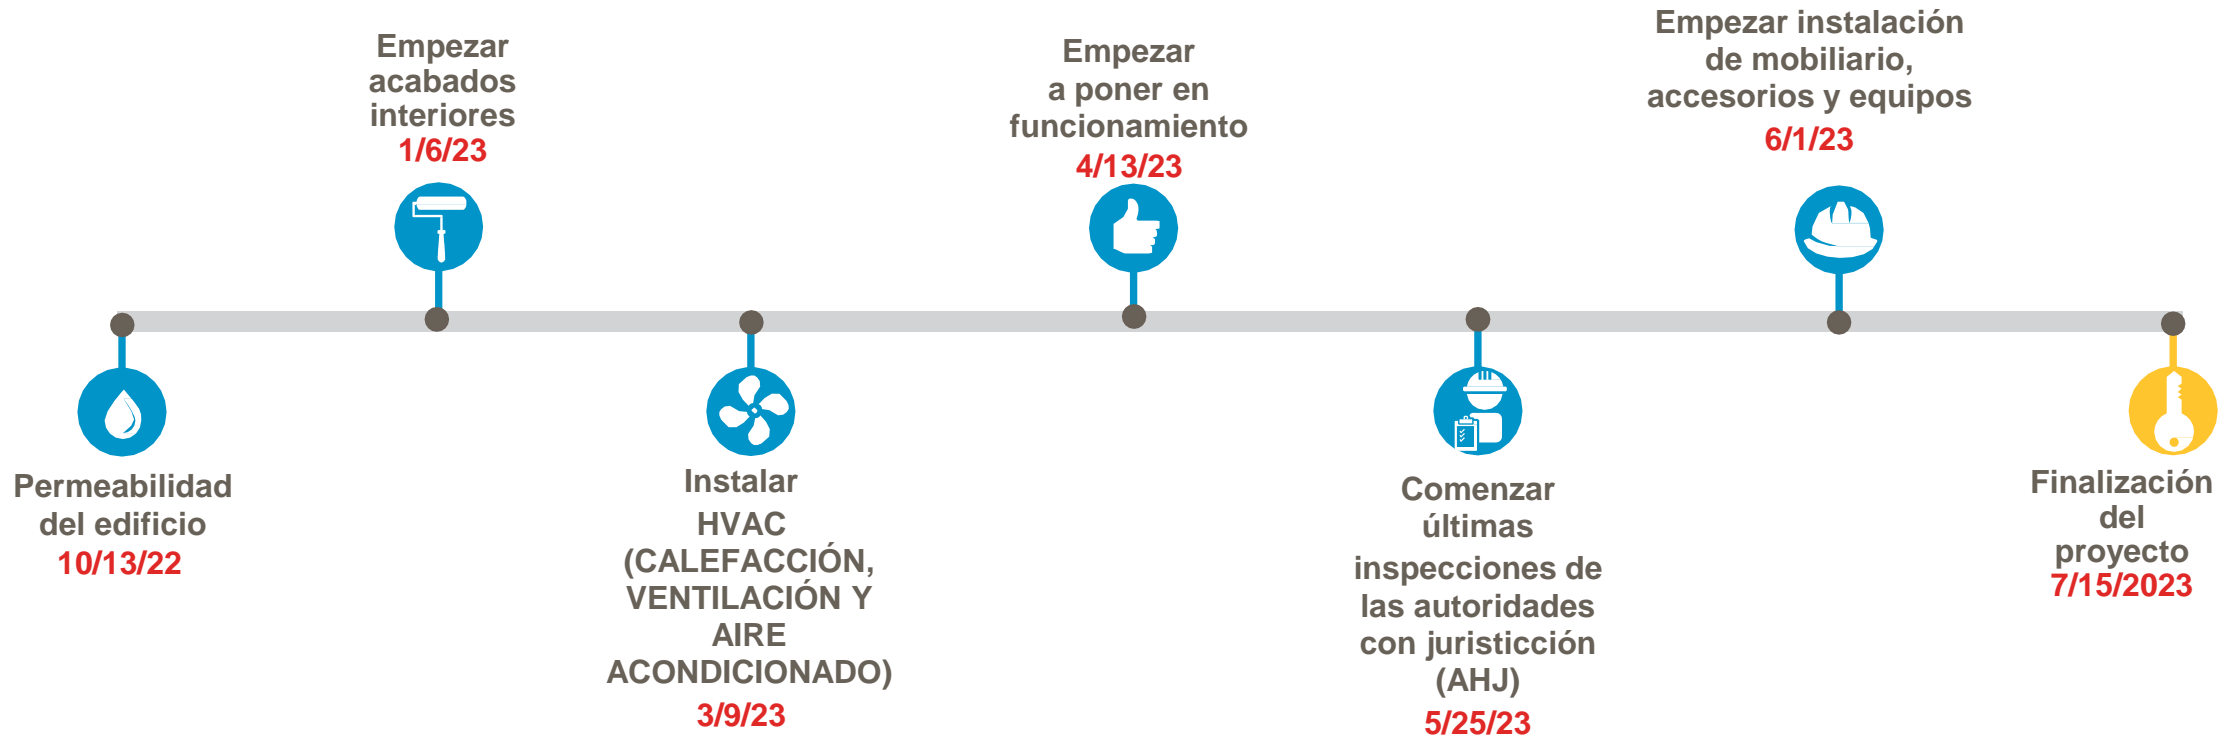 Empezar
acabados
interiores
1/6/23
Empezar
a poner en
funcionamiento
4/13/23
Empezar instalación
de mobiliario,
accesorios y equipos
6/1/23
Permeabilidad
del edificio
10/13/22
Instalar
HVAC
(CALEFACCIÓN,
VENTILACIÓN Y
AIRE
ACONDICIONADO)
3/9/23
Comenzar
últimas
inspecciones de
las autoridades
con juristicción
(AHJ)
5/25/23
Finalización
del
proyecto
7/15/2023